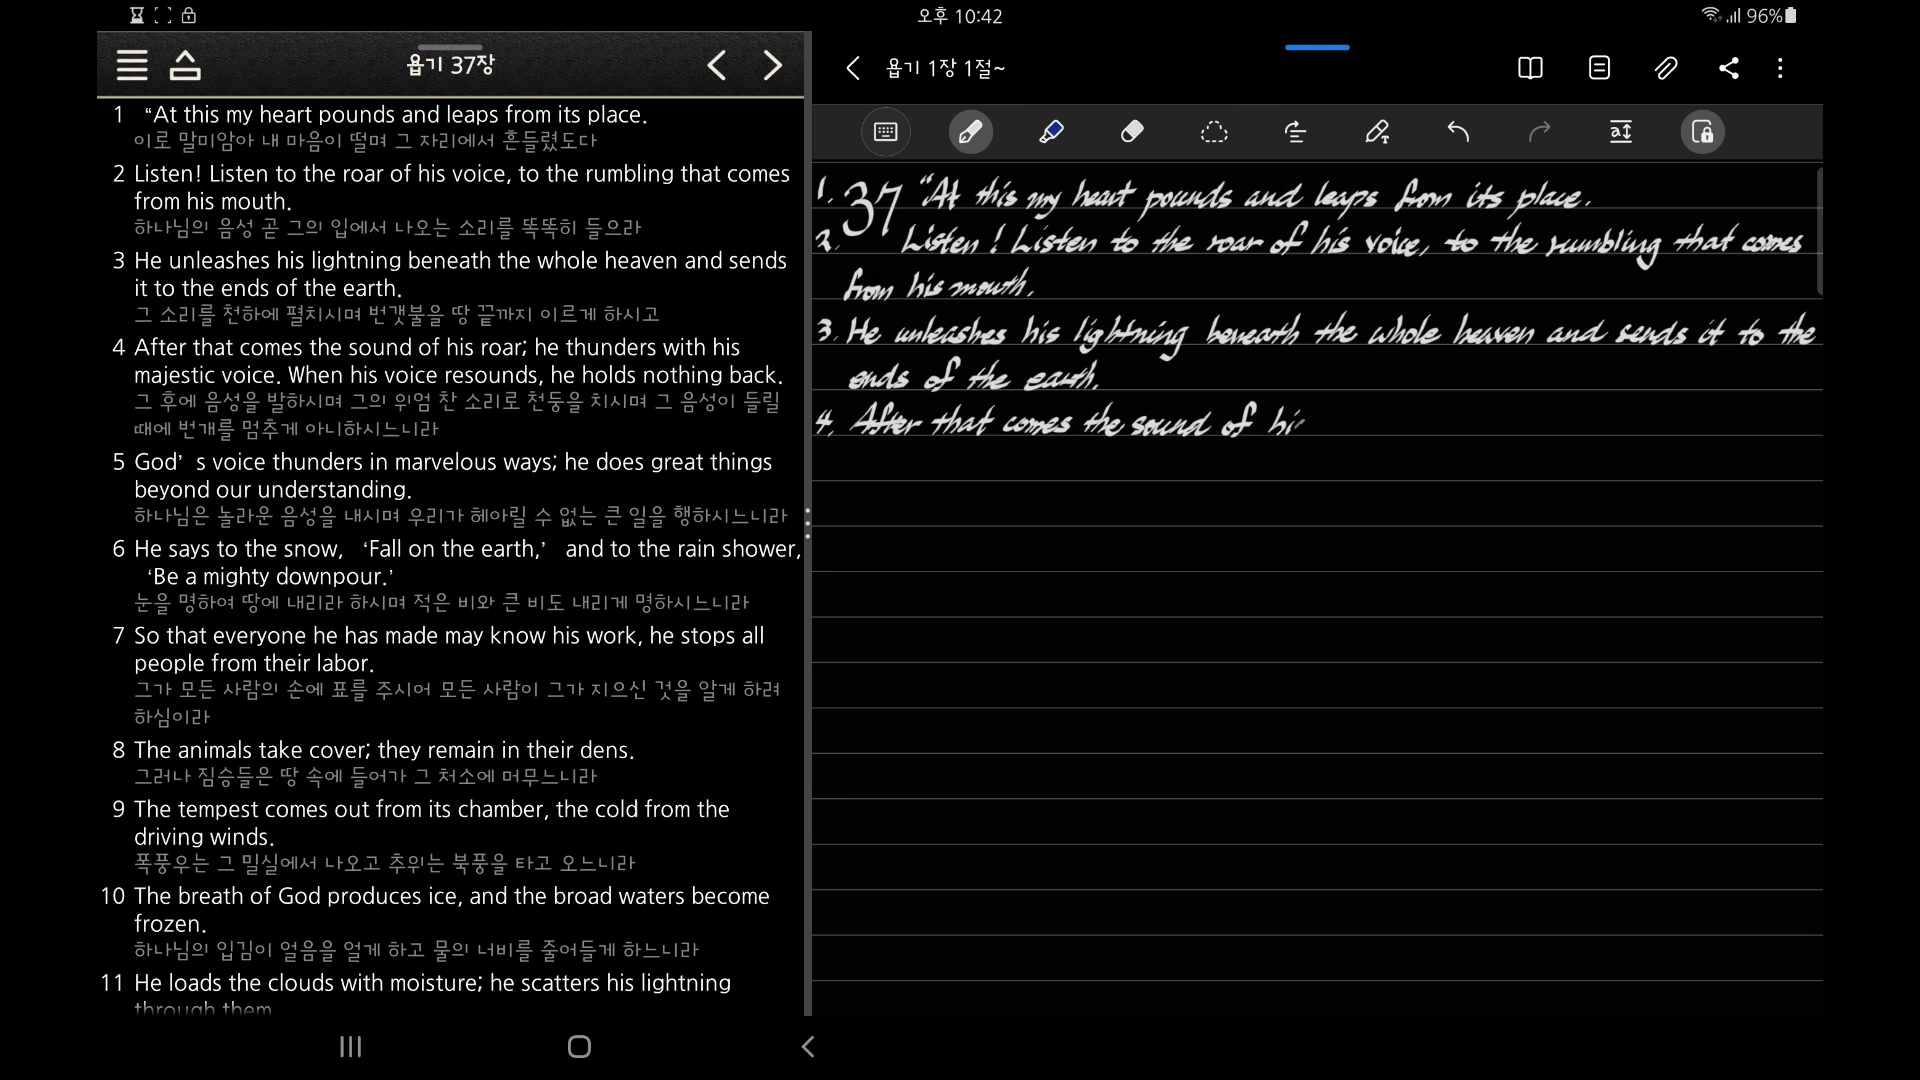 오후 10:42
96%
욥기 37장
1 “At this my heart pounds and leaps from its place.
이로 말미암아 내 마음이 떨며 그 자리에서 흔들렸도다
2 Listen! Listen to the roar of his voice, to the rumbling that comes
from his mouth.
하나님의 음성 곧 그의 입에서 나오는 소리를 똑똑히 들으라
3 He unleashes his lightning beneath the whole heaven and sends
it to the ends of the earth.
그 소리를 천하에 펼치시며 번갯불을 땅 끝까지 이르게 하시고
4 After that comes the sound of his roar; he thunders with his
majestic voice. When his voice resounds, he holds nothing back.
그 후에 음성을 발하시며 그의 위엄 찬 소리로 천둥을 치시며 그 음성이 들릴
때에 번개를 멈추게 아니하시느니라
5 God’s voice thunders in marvelous ways; he does great things
beyond our understanding.
하나님은 놀라운 음성을 내시며 우리가 헤아릴 수 없는 큰 일을 행하시느니라
6 He says to the snow, ‘Fall on the earth,’ and to the rain shower,
‘Be a mighty downpour.’
눈을 명하여 땅에 내리라 하시며 적은 비와 큰 비도 내리게 명하시느니라
7 So that everyone he has made may know his work, he stops all
people from their labor.
그가 모든 사람의 손에 표를 주시어 모든 사람이 그가 지으신 것을 알게 하려
하심이라
8 The animals take cover; they remain in their dens.
그러나 짐승들은 땅 속에 들어가 그 처소에 머무느니라
9 The tempest comes out from its chamber, the cold from the
driving winds.
폭풍우는 그 밀실에서 나오고 추위는 북풍을 타고 오느니라
10 The breath of God produces ice, and the broad waters become
frozen.
하나님의 입김이 얼음을 얼게 하고 물의 너비를 줄어들게 하느니라
11 He loads the clouds with moisture; he scatters his lightning
through them
욥기 1장 1절~
1. 37 “At this my heart pounds and leaps from its place.
2. Listen! Listen to the roar of his voice, to the rumbling that comes
from his mouth.
3. He unleashes his lightning beneath the whole heaven and sends it to the
ends of the earth.
4. After that comes the sound of hi